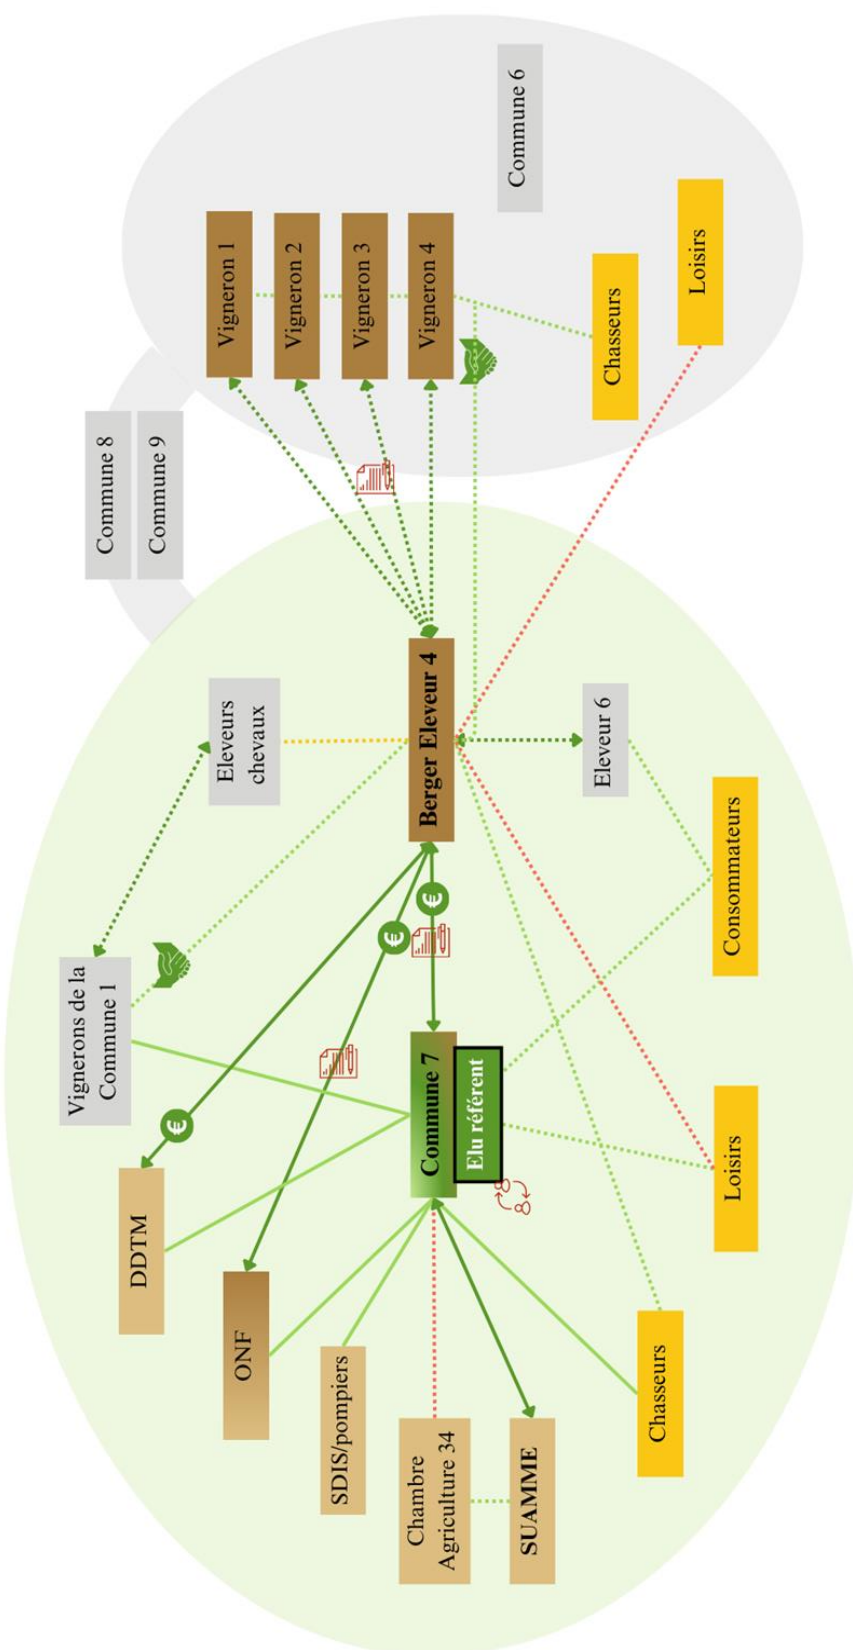 Vignerons de la
Commune 1
DDTM
ONF
SDIS/pompiers
Chambre
Agriculture 34
SUAMME
Chasseurs
Commune 7
Elu référent
Loisirs
Consommateurs
Eleveurs
chevaux
Berger Eleveur 4
Eleveur 6
Commune 8
Commune 9
Vigneron 1
Vigneron 2
Vigneron 3
Vigneron 4
Chasseurs
Loisirs
Commune 6
€
€
€